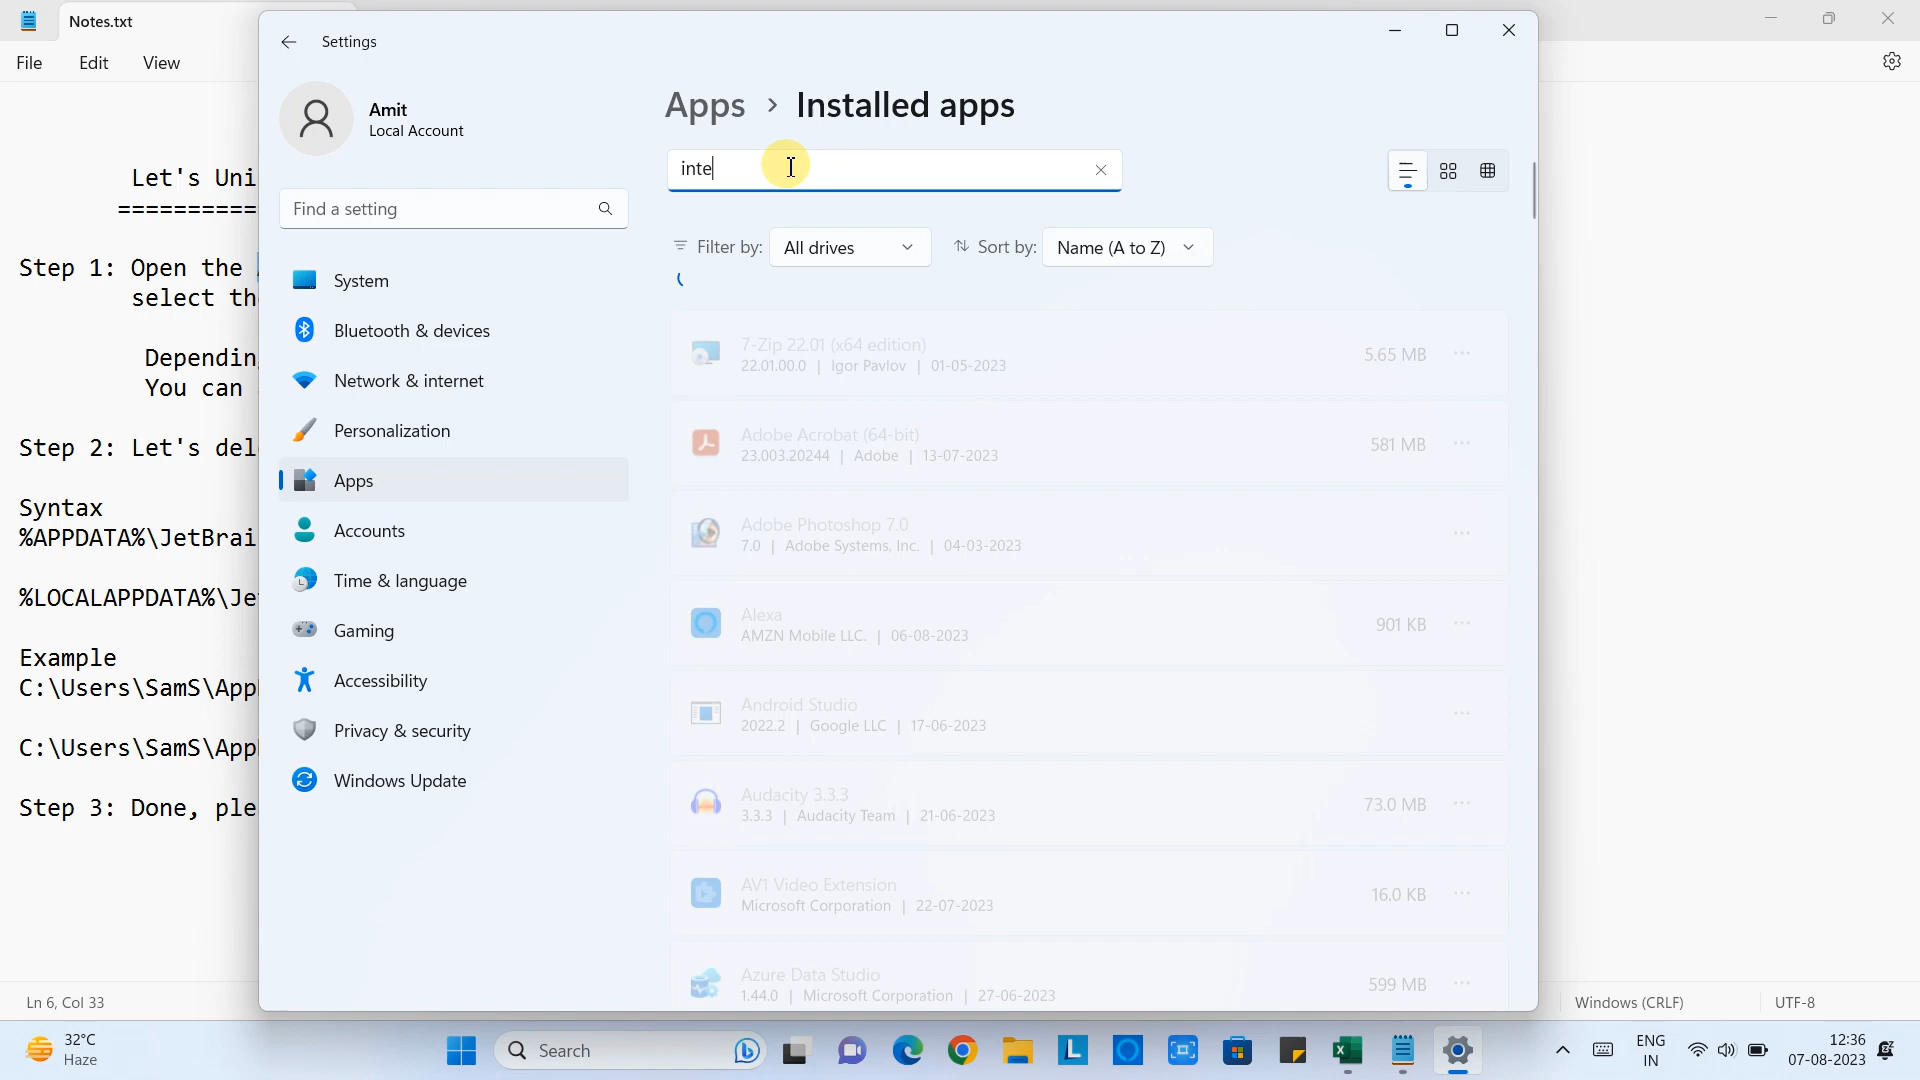 Notes.txt
File Edit View
Let's Uni
===========
Step 1: Open the
select th
Dependin
You can
Step 2: Let's del
Syntax
%APPDATA%\JetBrai
%LOCALAPPDATA%\Je
Example
C:\Users\SamS\App
C:\Users\SamS\App
Step 3: Done, ple
Ln 6, Col 33
Windows (CRLF)
UTF-8
Settings
Amit
Local Account
Find a setting
System
Bluetooth & devices
Network & internet
Personalization
Apps
Accounts
Time & language
Gaming
Accessibility
Privacy & security
Windows Update
Apps > Installed apps
inte
Filter by: All drives
Sort by: Name (A to Z)
7-Zip 22.01 (x64 edition)
22.01.00.0 | Igor Pavlov | 01-05-2023
5.65 MB
Adobe Acrobat (64-bit)
23.003.20244 | Adobe | 13-07-2023
581 MB
Adobe Photoshop 7.0
7.0 | Adobe Systems, Inc. | 04-03-2023
Alexa
AMZN Mobile LLC. | 06-08-2023
901 KB
Android Studio
2022.2 | Google LLC | 17-06-2023
Audacity 3.3.3
3.3.3 | Audacity Team | 21-06-2023
73.0 MB
AV1 Video Extension
Microsoft Corporation | 22-07-2023
16.0 KB
Azure Data Studio
1.44.0 | Microsoft Corporation | 27-06-2023
599 MB
32°C
Haze
Search
L
ENG
IN
12:36
07-08-2023